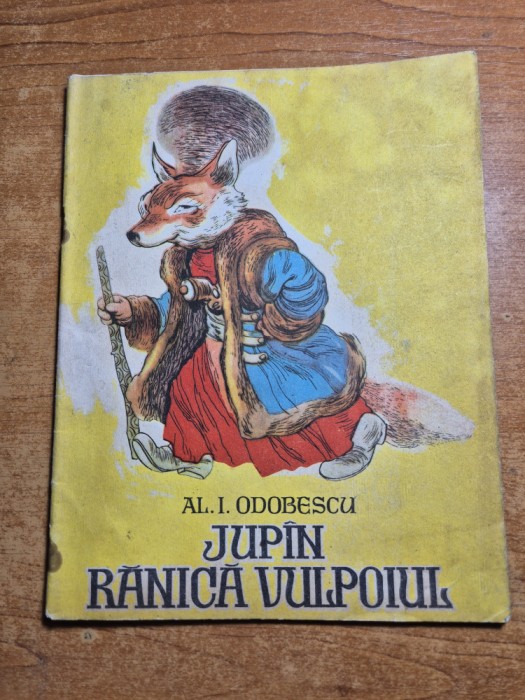 AL. I. ODOBESCU
JUPÎN
RĂNICĂ VULPOIUL